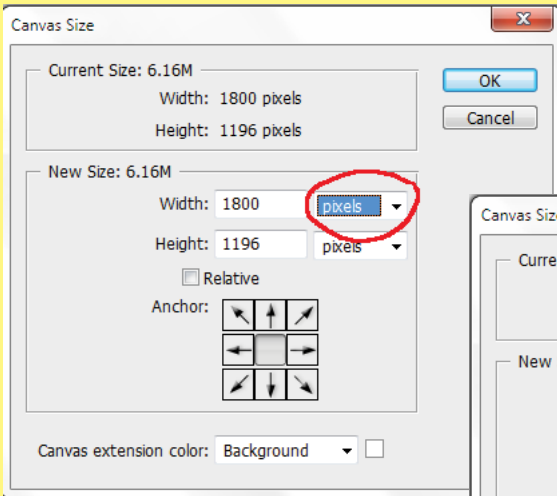 Canvas Size
Current Size: 6.16M
Width: 1800 pixels
Height: 1196 pixels
OK
Cancel
New Size: 6.16M
Width: 1800 pixels
Height: 1196 pixels
Relative
Anchor:
Canvas extension color: Background
Canvas Siz
Curre
New